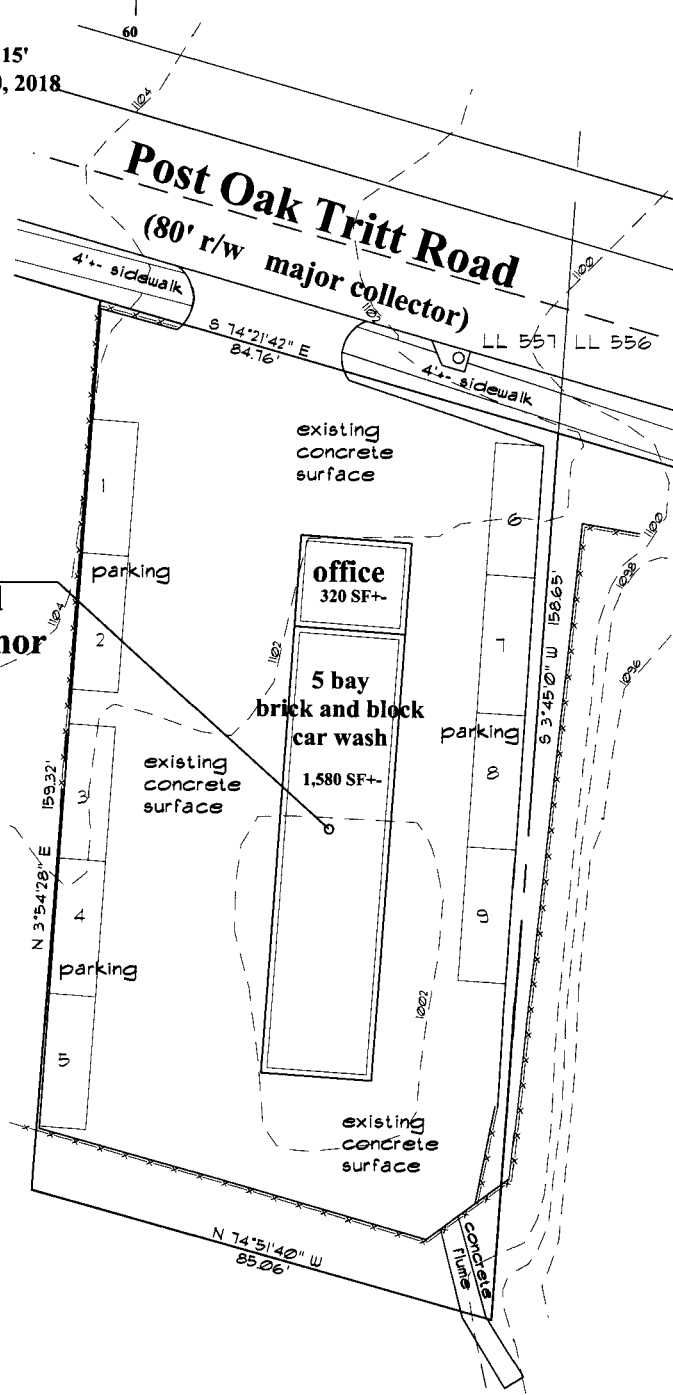 60
15'
, 2018
1104
Post Oak Tritt Road
(80' r/w major collector)
1100
4'+- sidewalk
S 74°21'42" E
84.76'
LL 557 LL 556
4'+- sidewalk
existing
concrete
surface
1
6
office
320 SF+-
1100
1098
parking
1104
2
1102
7
S 3°45'0" W 158.65'
1096
5 bay
brick and block
car wash
1,580 SF+-
parking
8
existing
concrete
surface
3
N 3°54'28" E 159.32'
4
9
parking
1002
5
existing
concrete
surface
N 74°51'40" W
85.06'
concrete
flume